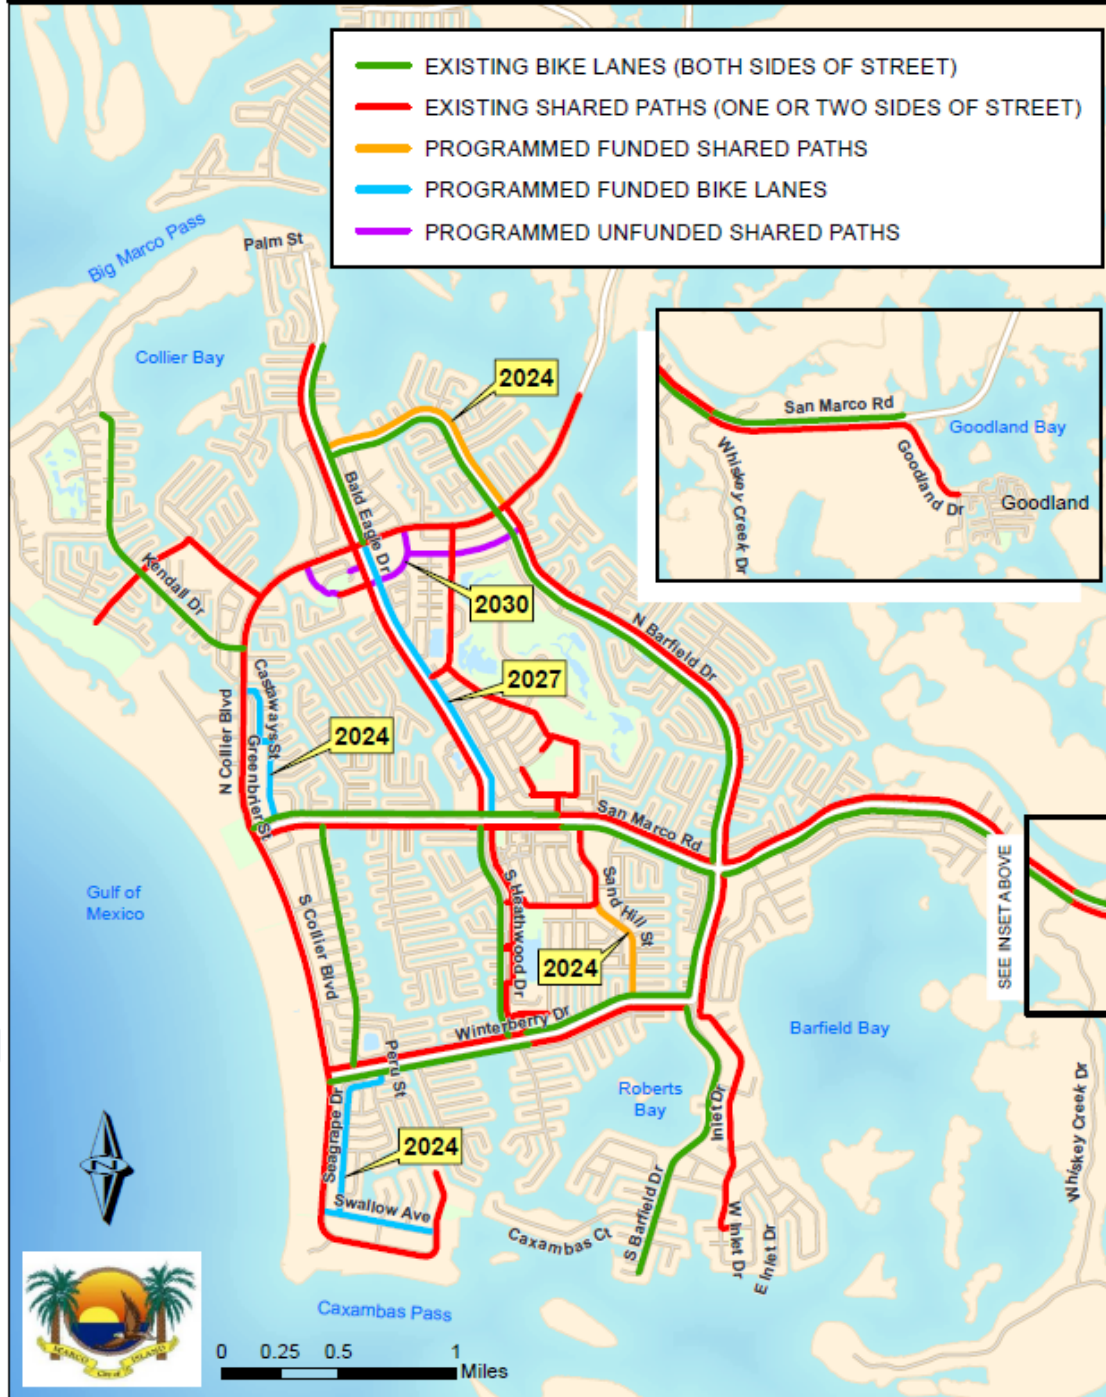 EXISTING BIKE LANES (BOTH SIDES OF STREET)
EXISTING SHARED PATHS (ONE OR TWO SIDES OF STREET)
PROGRAMMED FUNDED SHARED PATHS
PROGRAMMED FUNDED BIKE LANES
PROGRAMMED UNFUNDED SHARED PATHS
Big Marco Pass
Palm St
Collier Bay
2024
San Marco Rd
Goodland Bay
Whiskey Creek Dr
Goodland Dr
Goodland
Bald Eagle Dr
Kendall Dr
2030
N Barfield Dr
2027
N Collier Blvd
Castaways St
Greenbrier St
2024
San Marco Rd
Gulf of
Mexico
S Collier Blvd
S Heathwood Dr
Sand Hill St
2024
SEE INSET ABOVE
Winterberry Dr
Barfield Bay
Peru St
Roberts
Bay
Inlet Dr
Seagrape Dr
2024
Whiskey Creek Dr
Swallow Ave
Caxambas Ct
S Barfield Dr
W Inlet Dr
E Inlet Dr
Caxambas Pass
N
MARCO ISLAND
City of
0 0.25 0.5 1
Miles